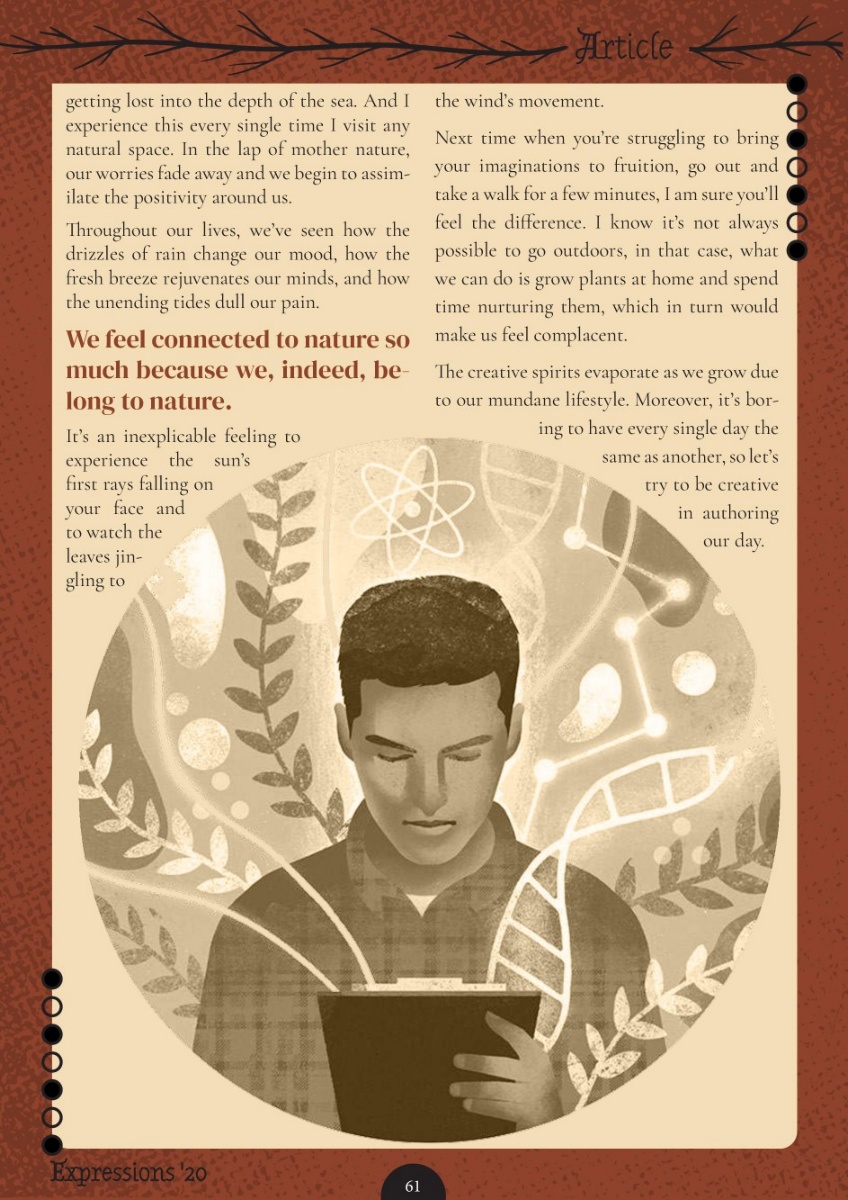 Article
getting lost into the depth of the sea. And I
experience this every single time I visit any
natural space. In the lap of mother nature,
our worries fade away and we begin to assim-
ilate the positivity around us.
Throughout our lives, we've seen how the
drizzles of rain change our mood, how the
fresh breeze rejuvenates our minds, and how
the unending tides dull our pain.
We feel connected to nature so
much because we, indeed, be-
long to nature.
It's an inexplicable feeling to
experience the sun's
first rays falling on
your face and
to watch the
leaves jin-
gling to
the wind's movement.
Next time when you're struggling to bring
your imaginations to fruition, go out and
take a walk for a few minutes, I am sure you'll
feel the difference. I know it's not always
possible to go outdoors, in that case, what
we can do is grow plants at home and spend
time nurturing them, which in turn would
make us feel complacent.
The creative spirits evaporate as we grow due
to our mundane lifestyle. Moreover, it's bor-
ing to have every single day the
same as another, so let's
try to be creative
in authoring
our day.
Expressions '20
61